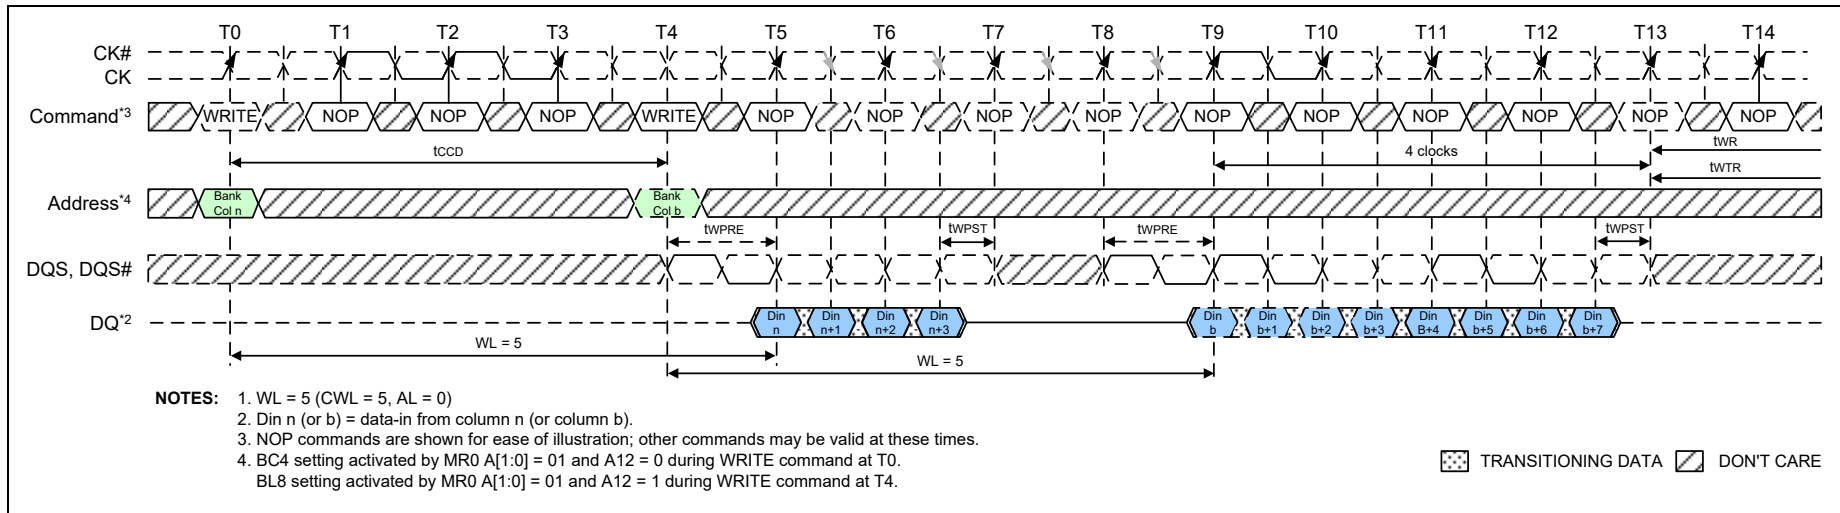 T0 T1 T2 T3 T4 T5 T6 T7 T8 T9 T10 T11 T12 T13 T14
CK#
CK
Command*3 WRITE NOP NOP NOP WRITE NOP NOP NOP NOP NOP NOP NOP NOP NOP NOP
tCCD 4 clocks tWR
tWTR
Address*4 Bank Col n Bank Col b
tWPRE tWPST tWPRE tWPST
DQS, DQS#
DQ*2 Din n Din n+1 Din n+2 Din n+3 Din b Din b+1 Din b+2 Din b+3 Din B+4 Din b+5 Din b+6 Din b+7
WL = 5
WL = 5
NOTES: 1. WL = 5 (CWL = 5, AL = 0)
2. Din n (or b) = data-in from column n (or column b).
3. NOP commands are shown for ease of illustration; other commands may be valid at these times.
4. BC4 setting activated by MR0 A[1:0] = 01 and A12 = 0 during WRITE command at T0.
BL8 setting activated by MR0 A[1:0] = 01 and A12 = 1 during WRITE command at T4.
TRANSITIONING DATA DON'T CARE